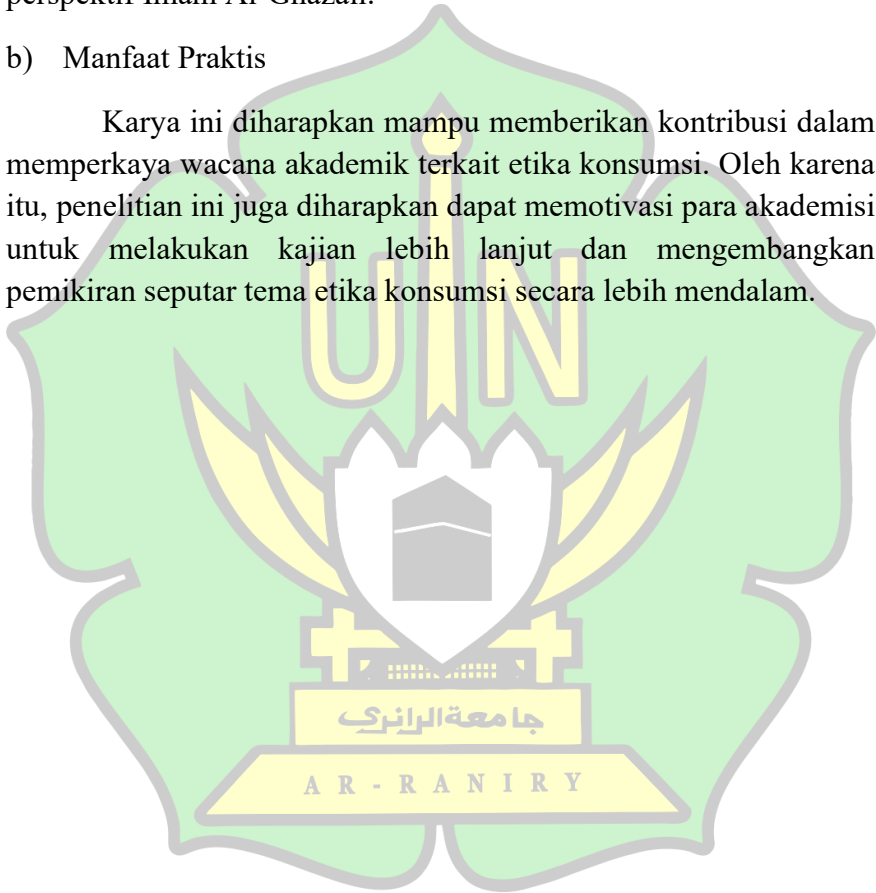 perspektif Imam Al-Ghazali.
b) Manfaat Praktis
Karya ini diharapkan mampu memberikan kontribusi dalam
memperkaya wacana akademik terkait etika konsumsi. Oleh karena
itu, penelitian ini juga diharapkan dapat memotivasi para akademisi
untuk melakukan kajian lebih lanjut dan mengembangkan
pemikiran seputar tema etika konsumsi secara lebih mendalam.
UIN
جامعة الرانري
AR-RANIRY